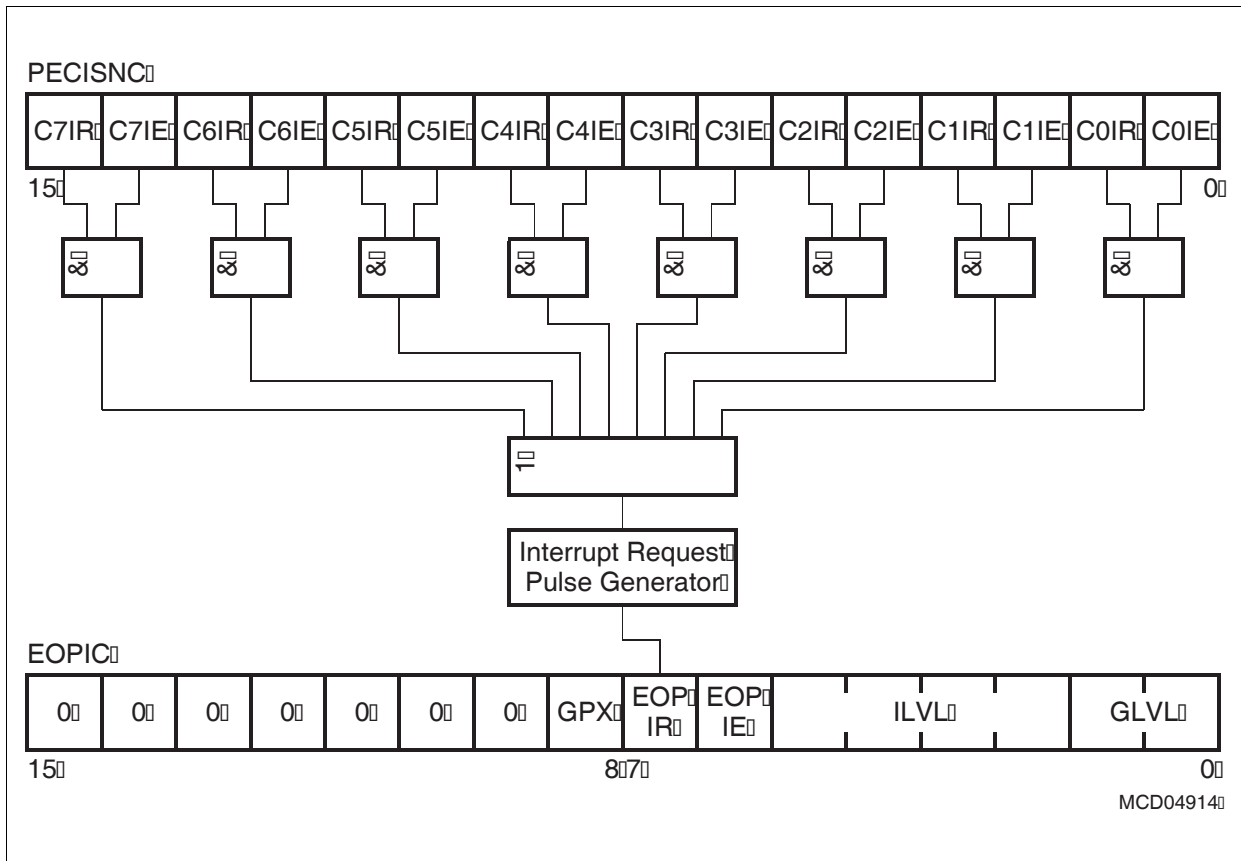 PECISNC
C7IR C7IE C6IR C6IE C5IR C5IE C4IR C4IE C3IR C3IE C2IR C2IE C1IR C1IE C0IR C0IE
15 0
& & & & & & & &
1
Interrupt Request
Pulse Generator
EOPIC
0 0 0 0 0 0 0 GPX EOP IR EOP IE ILVL GLVL
15 8 7 0
MCD04914